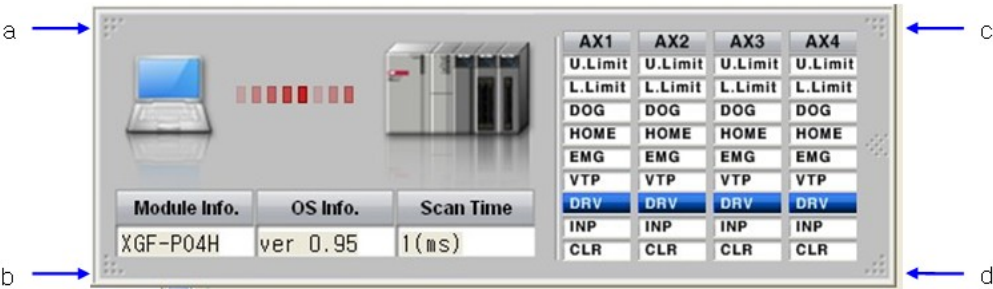 a
c
AX1 AX2 AX3 AX4
U.Limit U.Limit U.Limit U.Limit
L.Limit L.Limit L.Limit L.Limit
DOG DOG DOG DOG
HOME HOME HOME HOME
EMG EMG EMG EMG
VTP VTP VTP VTP
DRV DRV DRV DRV
INP INP INP INP
CLR CLR CLR CLR
Module Info. OS Info. Scan Time
XGF-PO4H ver 0.95 1(ms)
b
d